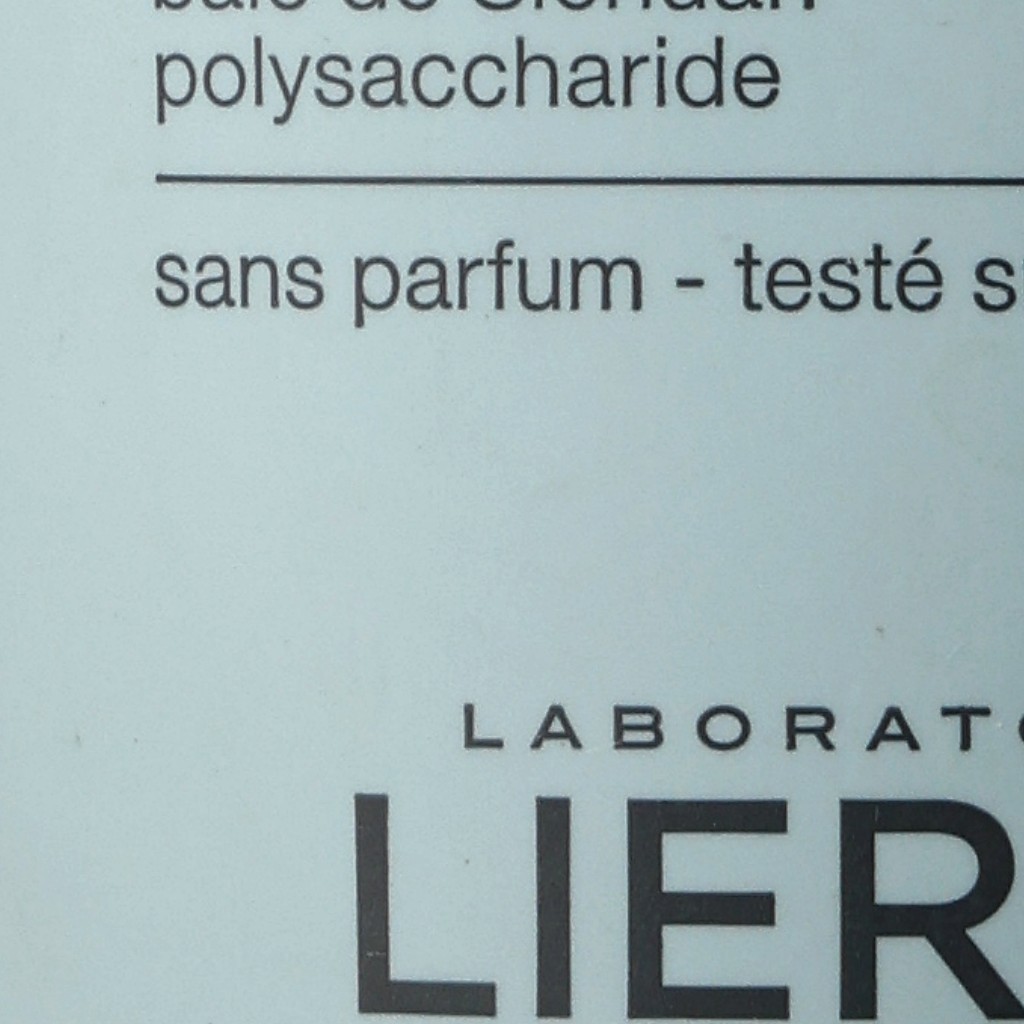 polysaccharide
sans parfum - testé s
LABORAT
LIER